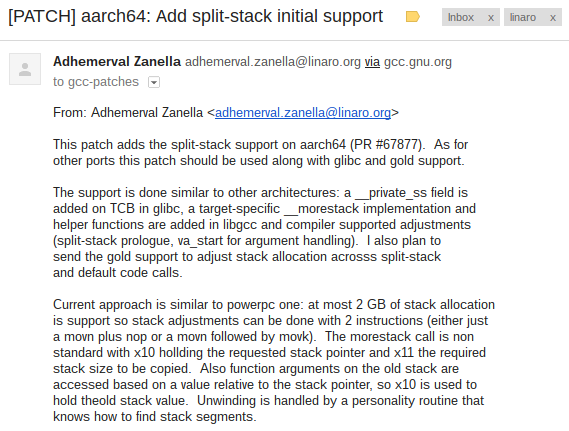 [PATCH] aarch64: Add split-stack initial support
Inbox x
linaro x
Adhemerval Zanella adhemerval.zanella@linaro.org via gcc.gnu.org
to gcc-patches
From: Adhemerval Zanella <adhemerval.zanella@linaro.org>
This patch adds the split-stack support on aarch64 (PR #67877).  As for
other ports this patch should be used along with glibc and gold support.
The support is done similar to other architectures: a __private_ss field is
added on TCB in glibc, a target-specific __morestack implementation and
helper functions are added in libgcc and compiler supported adjustments
(split-stack prologue, va_start for argument handling).  I also plan to
send the gold support to adjust stack allocation acrosss split-stack
and default code calls.
Current approach is similar to powerpc one: at most 2 GB of stack allocation
is support so stack adjustments can be done with 2 instructions (either just
a movn plus nop or a movn followed by movk).  The morestack call is non
standard with x10 hollding the requested stack pointer and x11 the required
stack size to be copied.  Also function arguments on the old stack are
accessed based on a value relative to the stack pointer, so x10 is used to
hold theold stack value.  Unwinding is handled by a personality routine that
knows how to find stack segments.